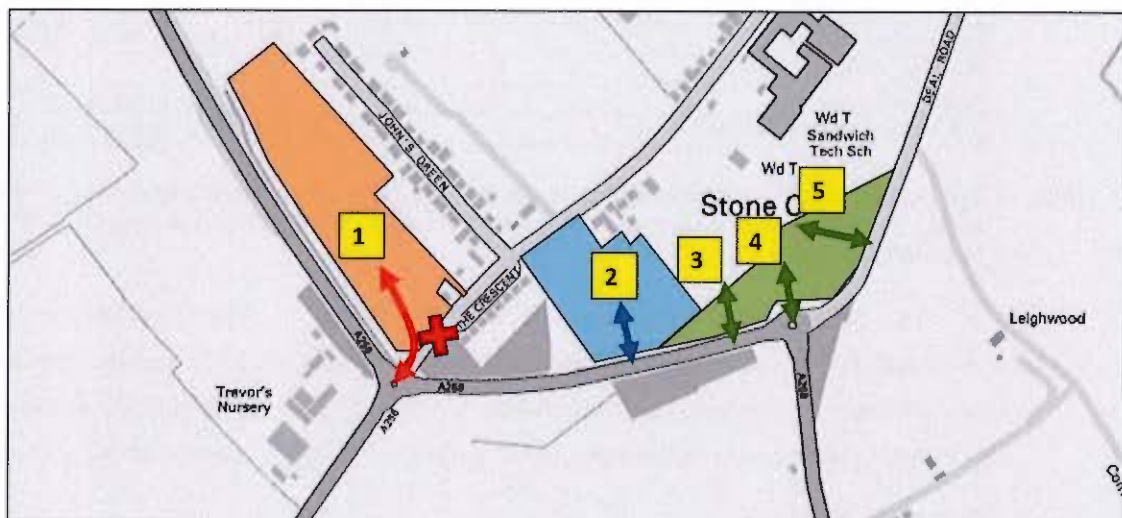 JOHN'S GREEN
THE CRESCENT
DEAL ROAD
Wd T
Sandwich
Tech Sch
Wd T
Stone
1
2
3
4
5
A256
A258
A256
A258
Trevor's
Nursery
Leighwood